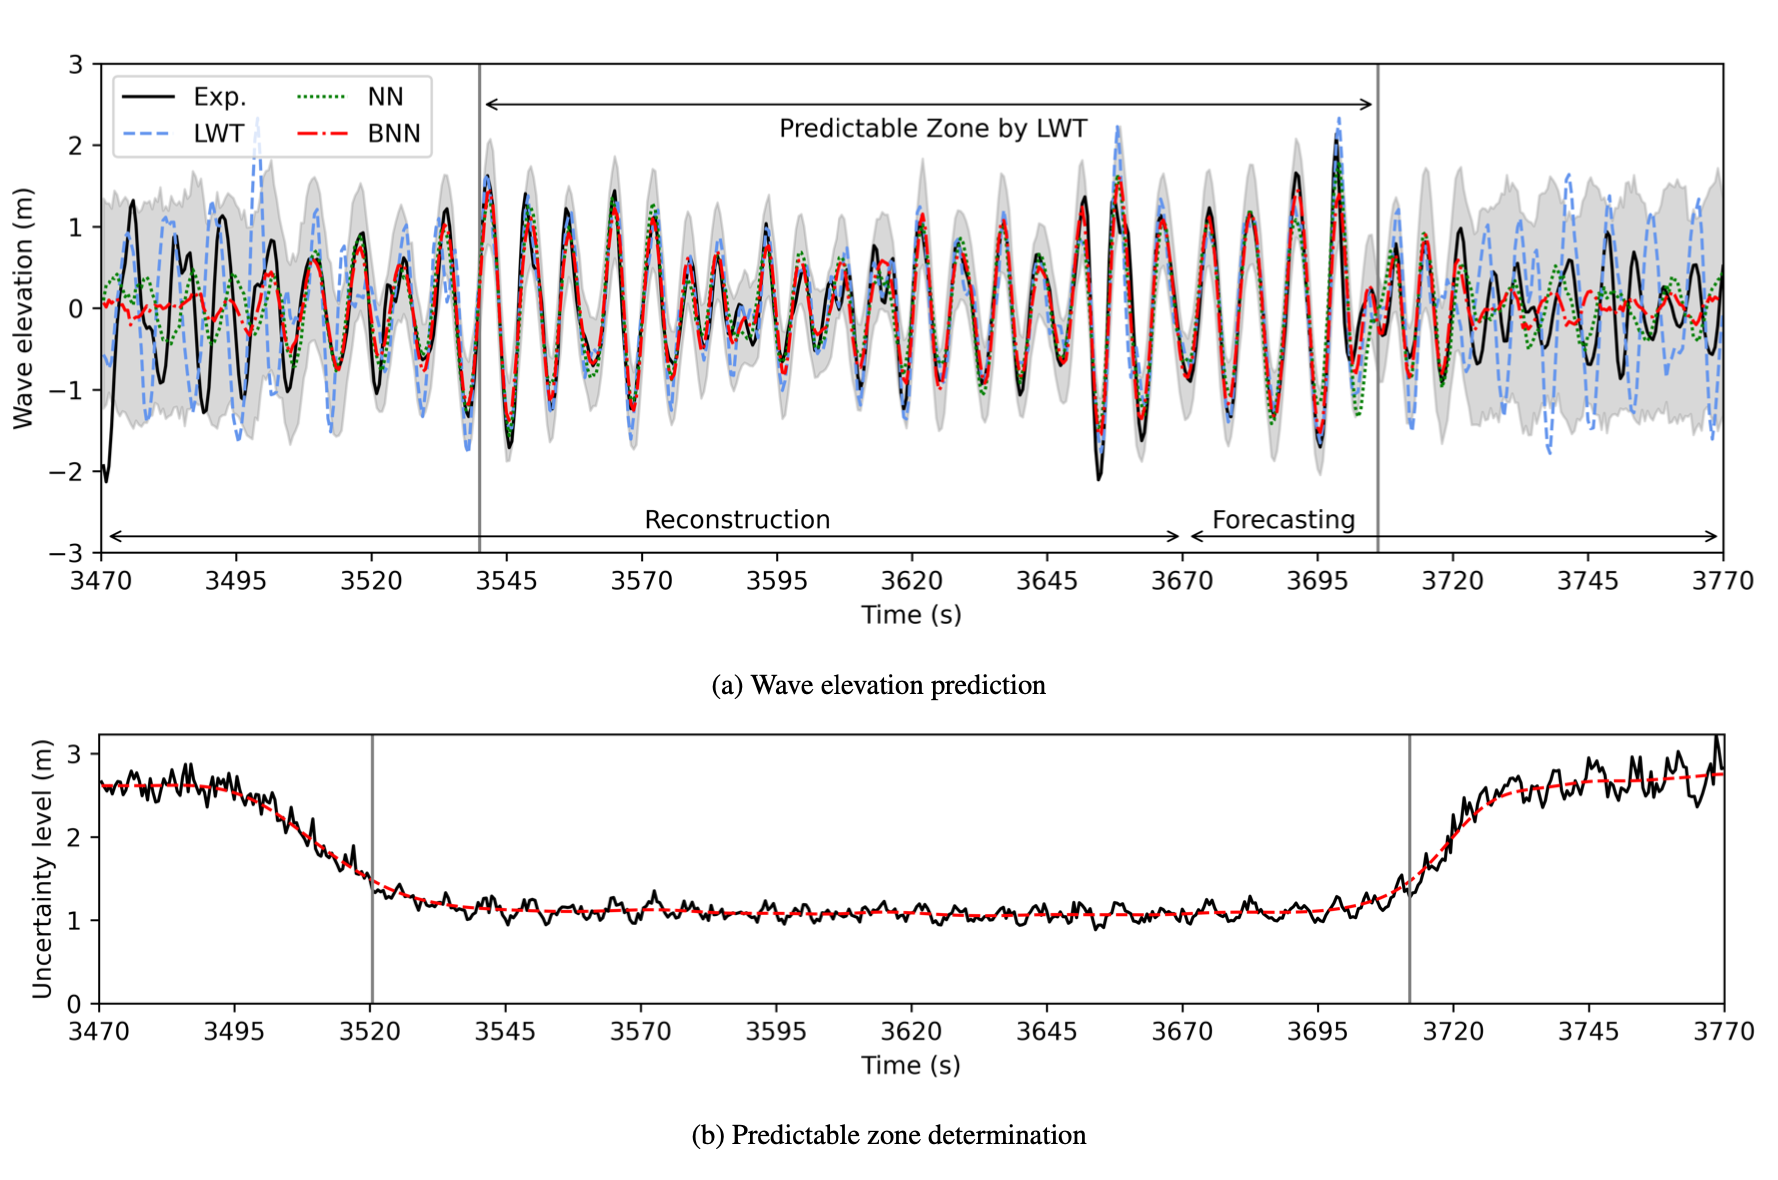 3
2
1
0
−1
−2
−3
Wave elevation (m)
Exp.
LWT
NN
BNN
Predictable Zone by LWT
Reconstruction
Forecasting
3470 3495 3520 3545 3570 3595 3620 3645 3670 3695 3720 3745 3770
Time (s)
(a) Wave elevation prediction
3
2
1
0
Uncertainty level (m)
3470 3495 3520 3545 3570 3595 3620 3645 3670 3695 3720 3745 3770
Time (s)
(b) Predictable zone determination